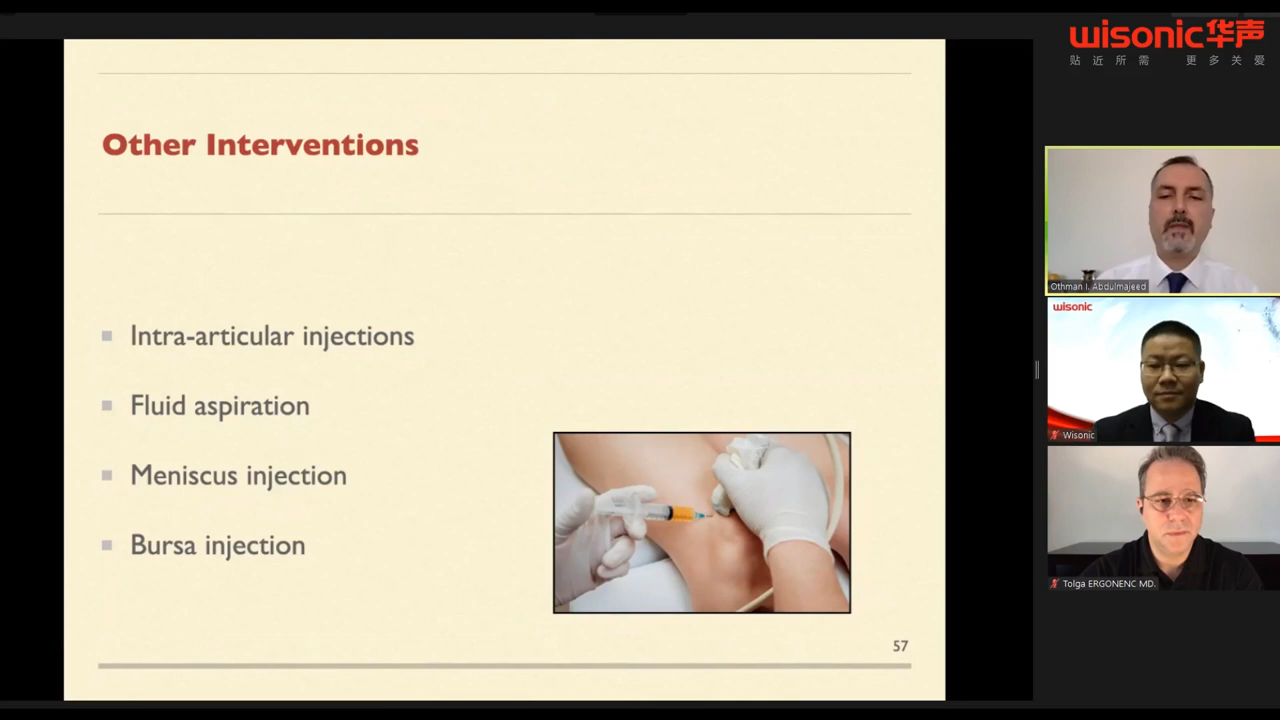 Other Interventions
Intra-articular injections
Fluid aspiration
Meniscus injection
Bursa injection
57
wisonic华声
贴近所需 更多关爱
Othman I. Abdulmajeed
wisonic
Wisonic
Tolga ERGONENC MD.